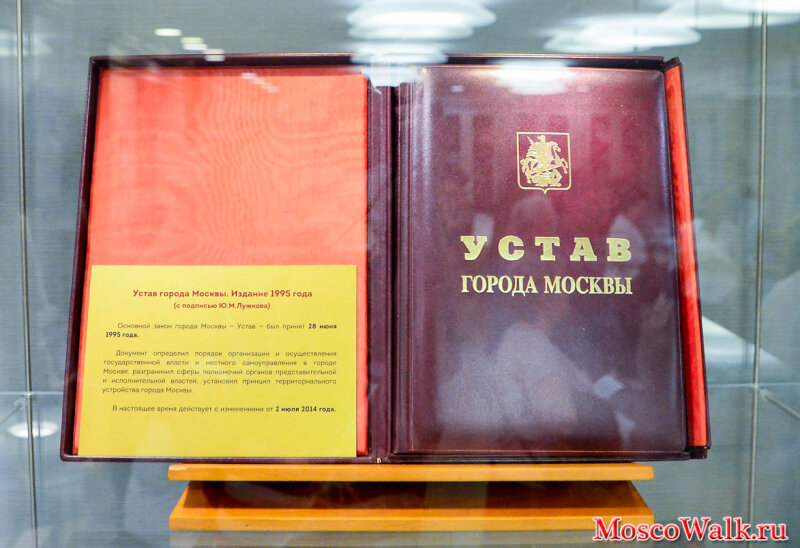 Устав города Москвы. Издание 1995 года
(с подписью Ю.М.Лужкова)
Основной закон города Москвы – Устав – был принят 28 июня
1995 года.
Документ определил порядок организации и осуществления
государственной власти и местного самоуправления в городе
Москве, разграничил сферы полномочий органов представительной
и исполнительной властей, установил принцип территориального
устройства города Москвы.
В настоящее время действует с изменениями от 2 июля 2014 года.
УСТАВ
ГОРОДА МОСКВЫ
MoscoWalk.ru